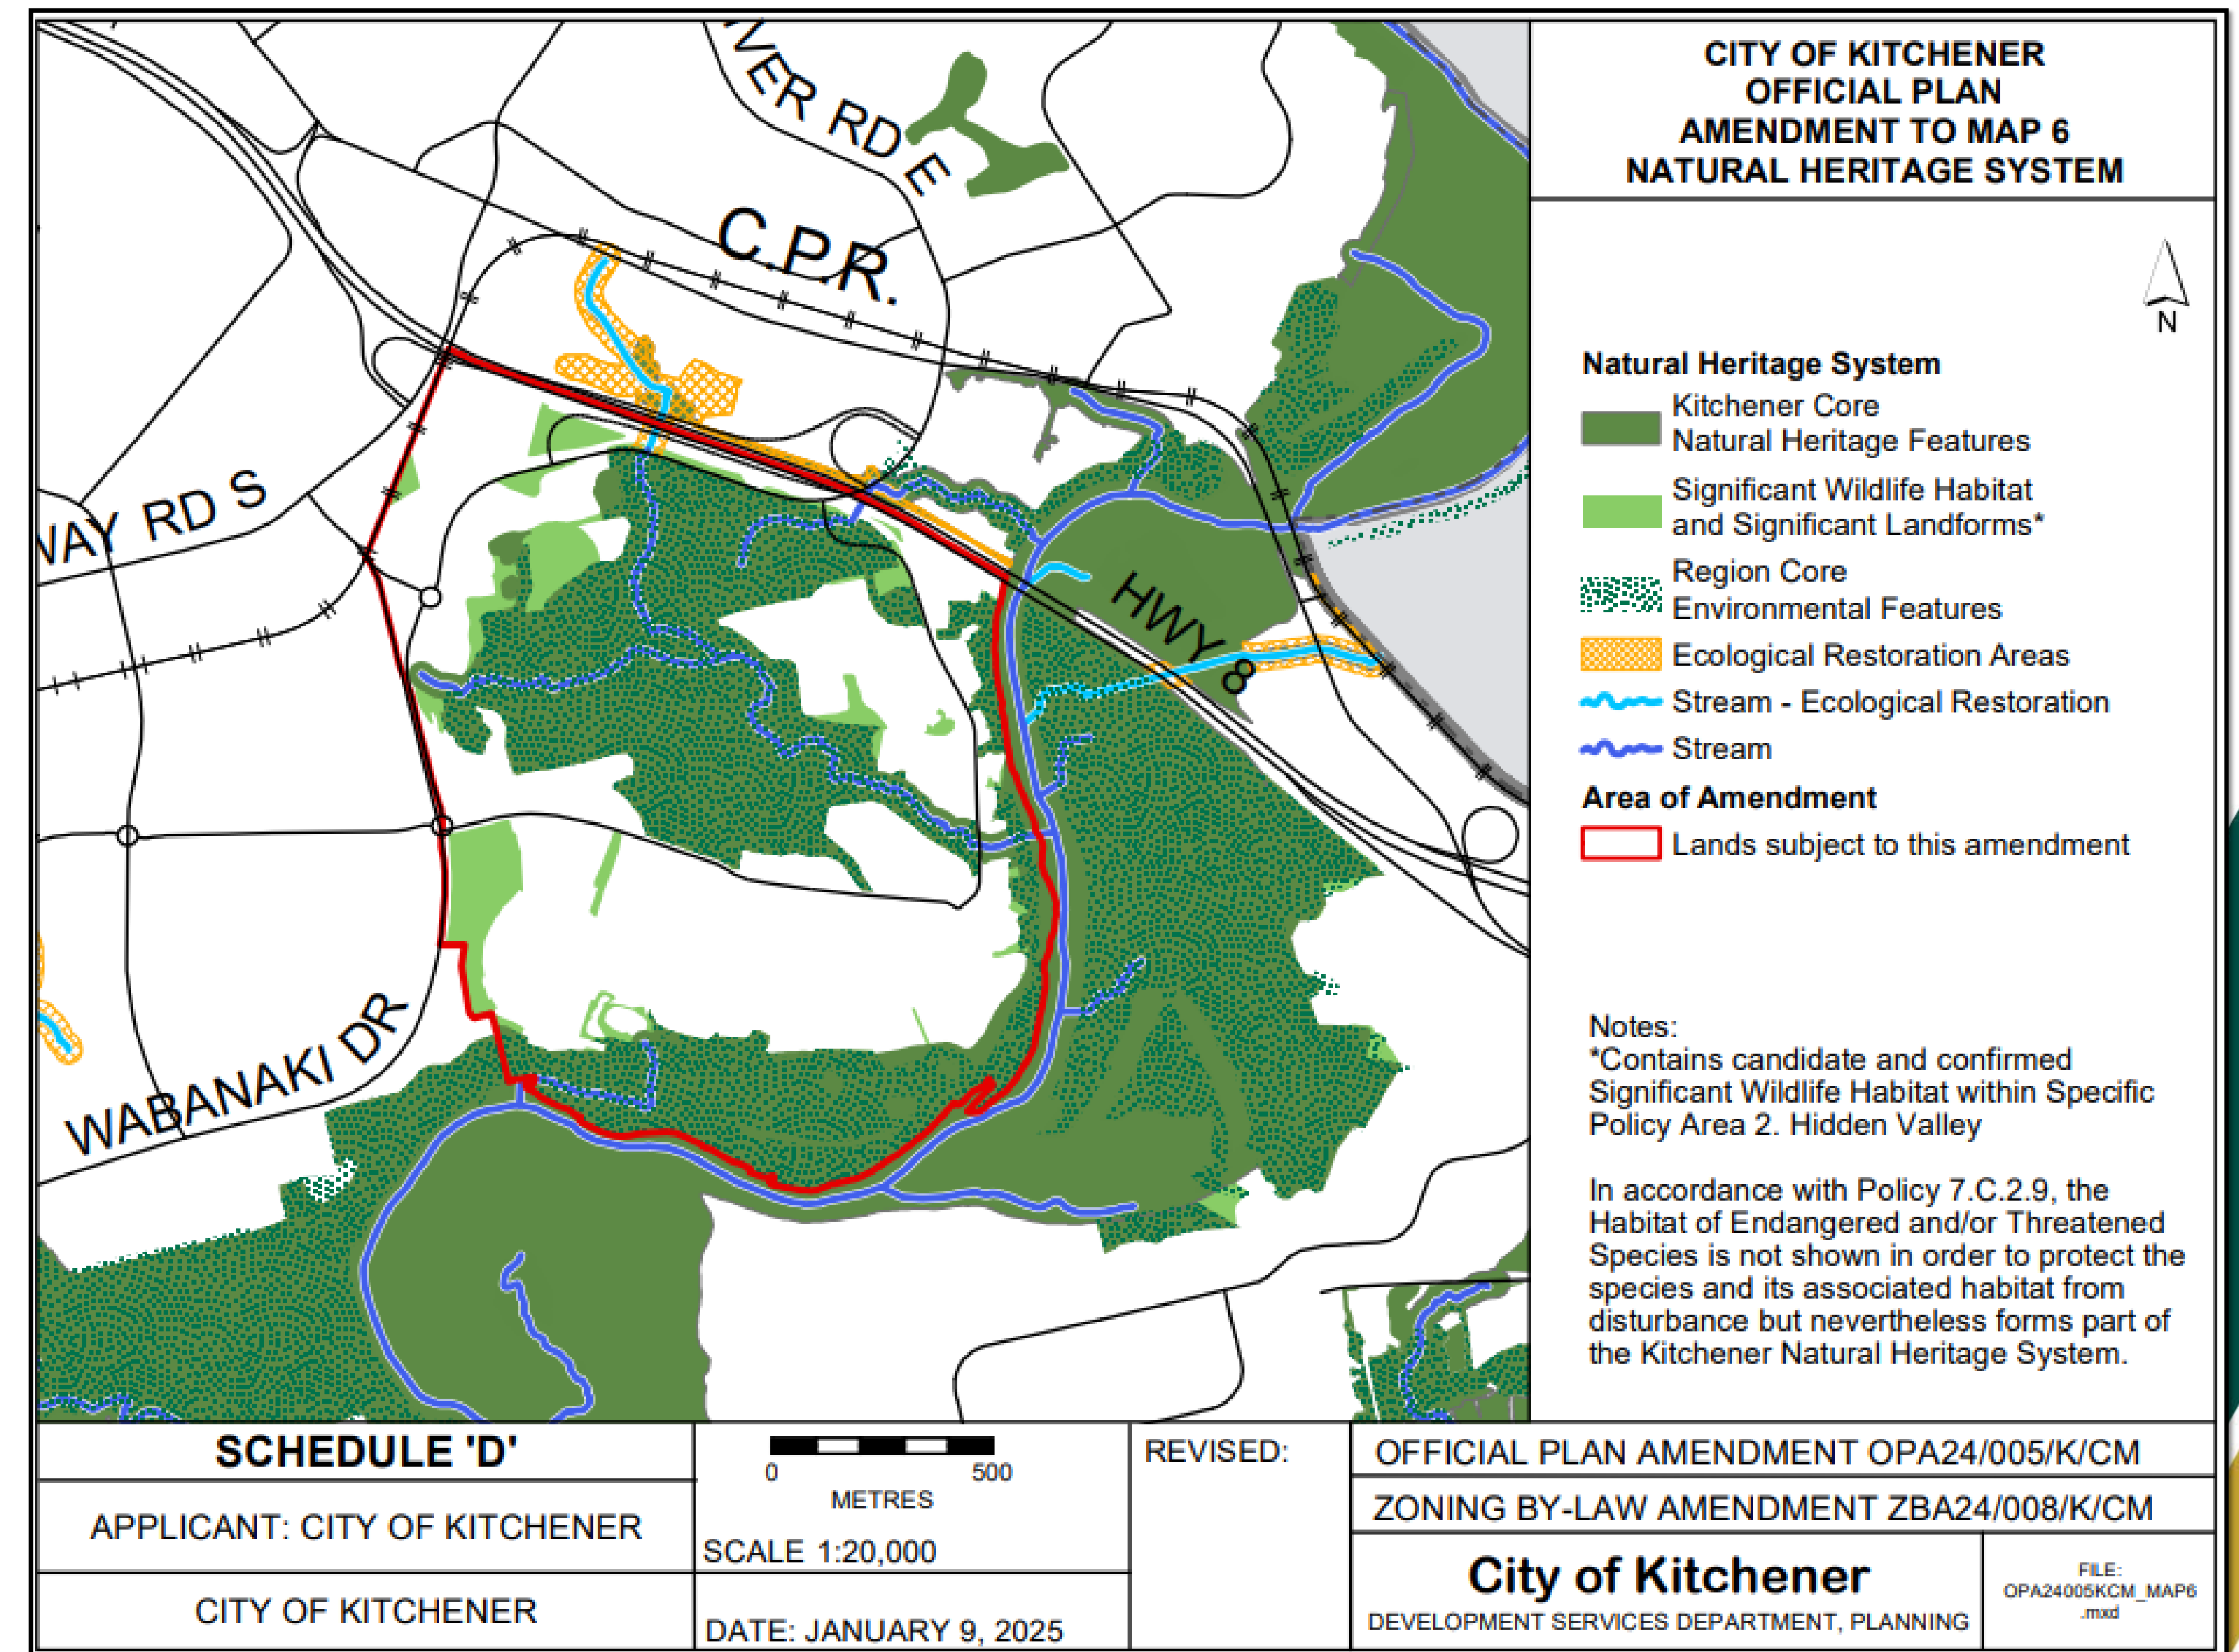 CITY OF KITCHENER
OFFICIAL PLAN
AMENDMENT TO MAP 6
NATURAL HERITAGE SYSTEM
N
Natural Heritage System
Kitchener Core
Natural Heritage Features
Significant Wildlife Habitat
and Significant Landforms*
Region Core
Environmental Features
Ecological Restoration Areas
Stream - Ecological Restoration
Stream
Area of Amendment
Lands subject to this amendment
Notes:
*Contains candidate and confirmed
Significant Wildlife Habitat within Specific
Policy Area 2. Hidden Valley
In accordance with Policy 7.C.2.9, the
Habitat of Endangered and/or Threatened
Species is not shown in order to protect the
species and its associated habitat from
disturbance but nevertheless forms part of
the Kitchener Natural Heritage System.
VER RD E
C.P.R.
WAY RD S
HWY 8
WABANAKI DR
SCHEDULE 'D'
APPLICANT: CITY OF KITCHENER
CITY OF KITCHENER
0 500
METRES
SCALE 1:20,000
DATE: JANUARY 9, 2025
REVISED:
OFFICIAL PLAN AMENDMENT OPA24/005/K/CM
ZONING BY-LAW AMENDMENT ZBA24/008/K/CM
City of Kitchener
DEVELOPMENT SERVICES DEPARTMENT, PLANNING
FILE:
OPA24005KCM_MAP6
.mxd